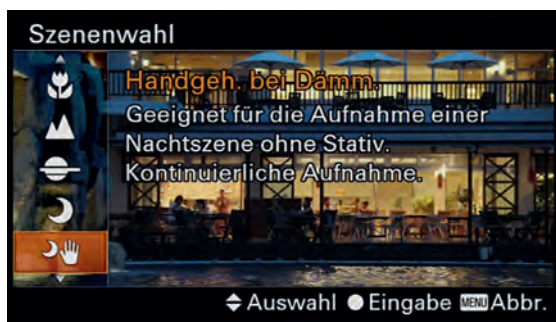 Szenenwahl
Handgeh. bei Dämm.
Geeignet für die Aufnahme einer
Nachtszene ohne Stativ.
Kontinuierliche Aufnahme.
Auswahl Eingabe MENU Abbr.